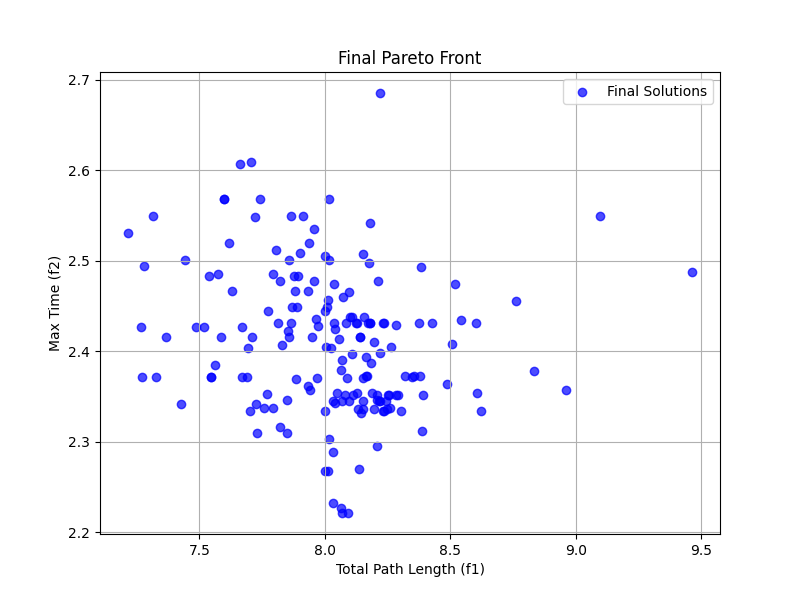 Final Pareto Front
Final Solutions
Max Time (f2)
2.7
2.6
2.5
2.4
2.3
2.2
7.5 8.0 8.5 9.0 9.5
Total Path Length (f1)